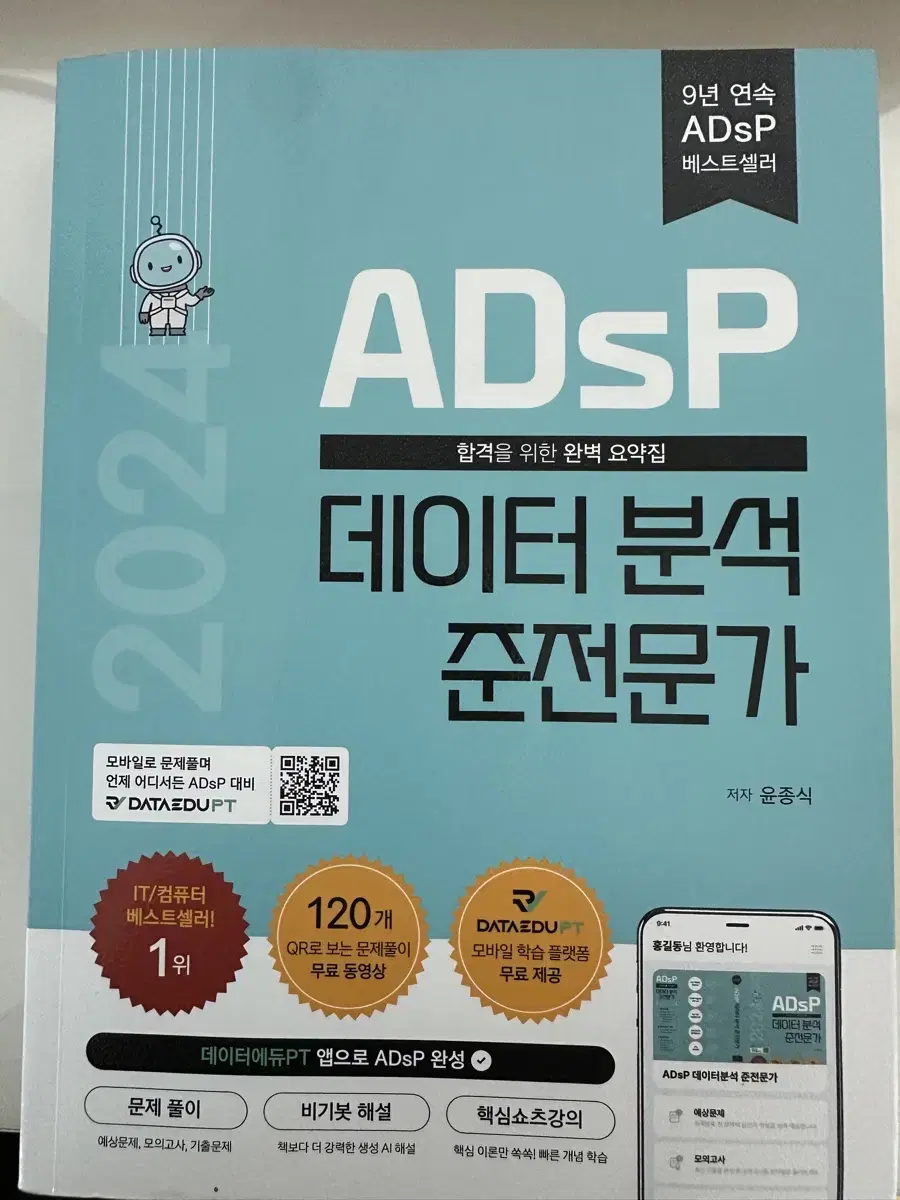 9년 연속
ADsP
베스트셀러
ADsP
합격을 위한 완벽 요약집
데이터 분석
준전문가
2024
모바일로 문제풀며
언제 어디서든 ADsP 대비
DATAEDUPT
저자 윤종식
IT/컴퓨터
베스트셀러!
1위
120개
QR로 보는 문제풀이
무료 동영상
DATAEDUPT
모바일 학습 플랫폼
무료 제공
데이터에듀PT 앱으로 ADsP 완성
문제 풀이
예상문제, 모의고사, 기출문제
비기봇 해설
책보다 더 강력한 생성 AI 해설
핵심쇼츠강의
핵심 이론만 쏙쏙! 빠른 개념 학습
9:41
홍길동님 환영합니다!
ADsP
ADsP
데이터 분석
준전문가
ADsP 데이터분석 준전문가
예상문제
모의고사